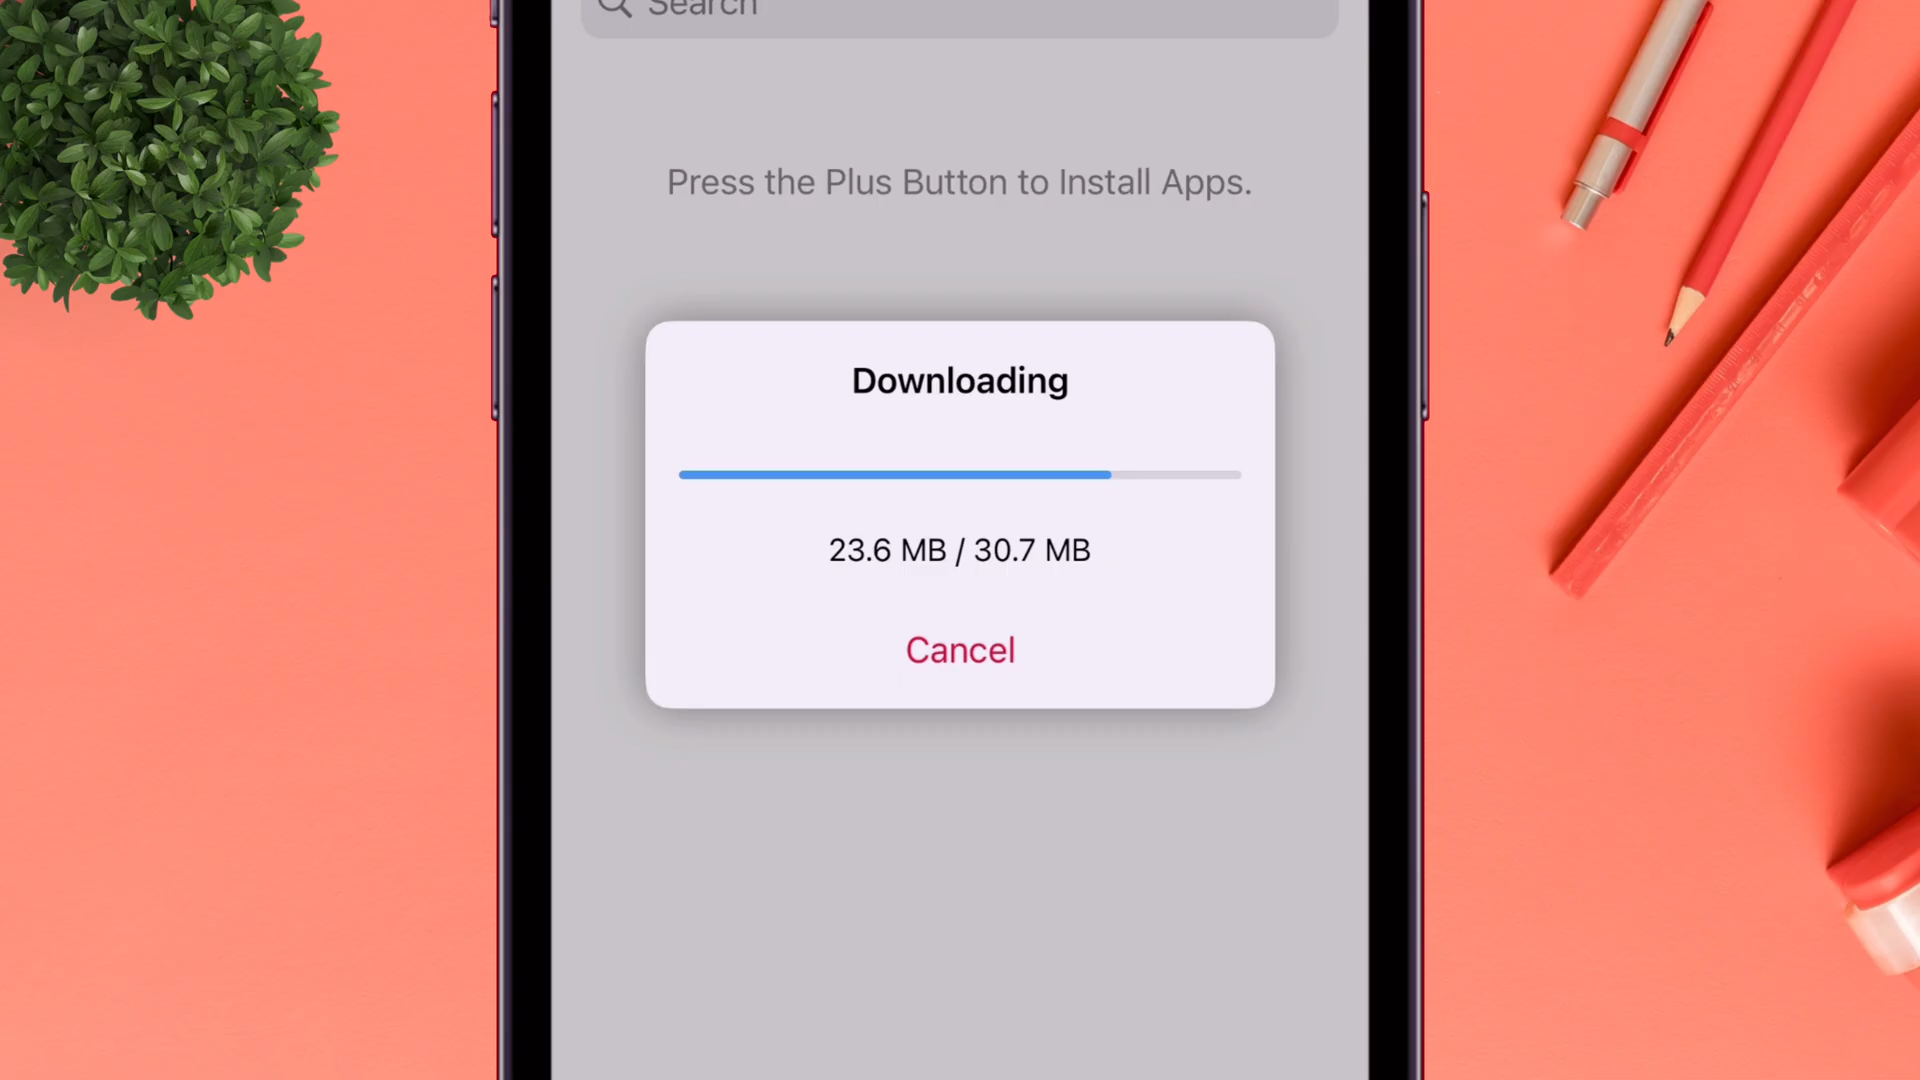 Search
Press the Plus Button to Install Apps.
Downloading
23.6 MB / 30.7 MB
Cancel